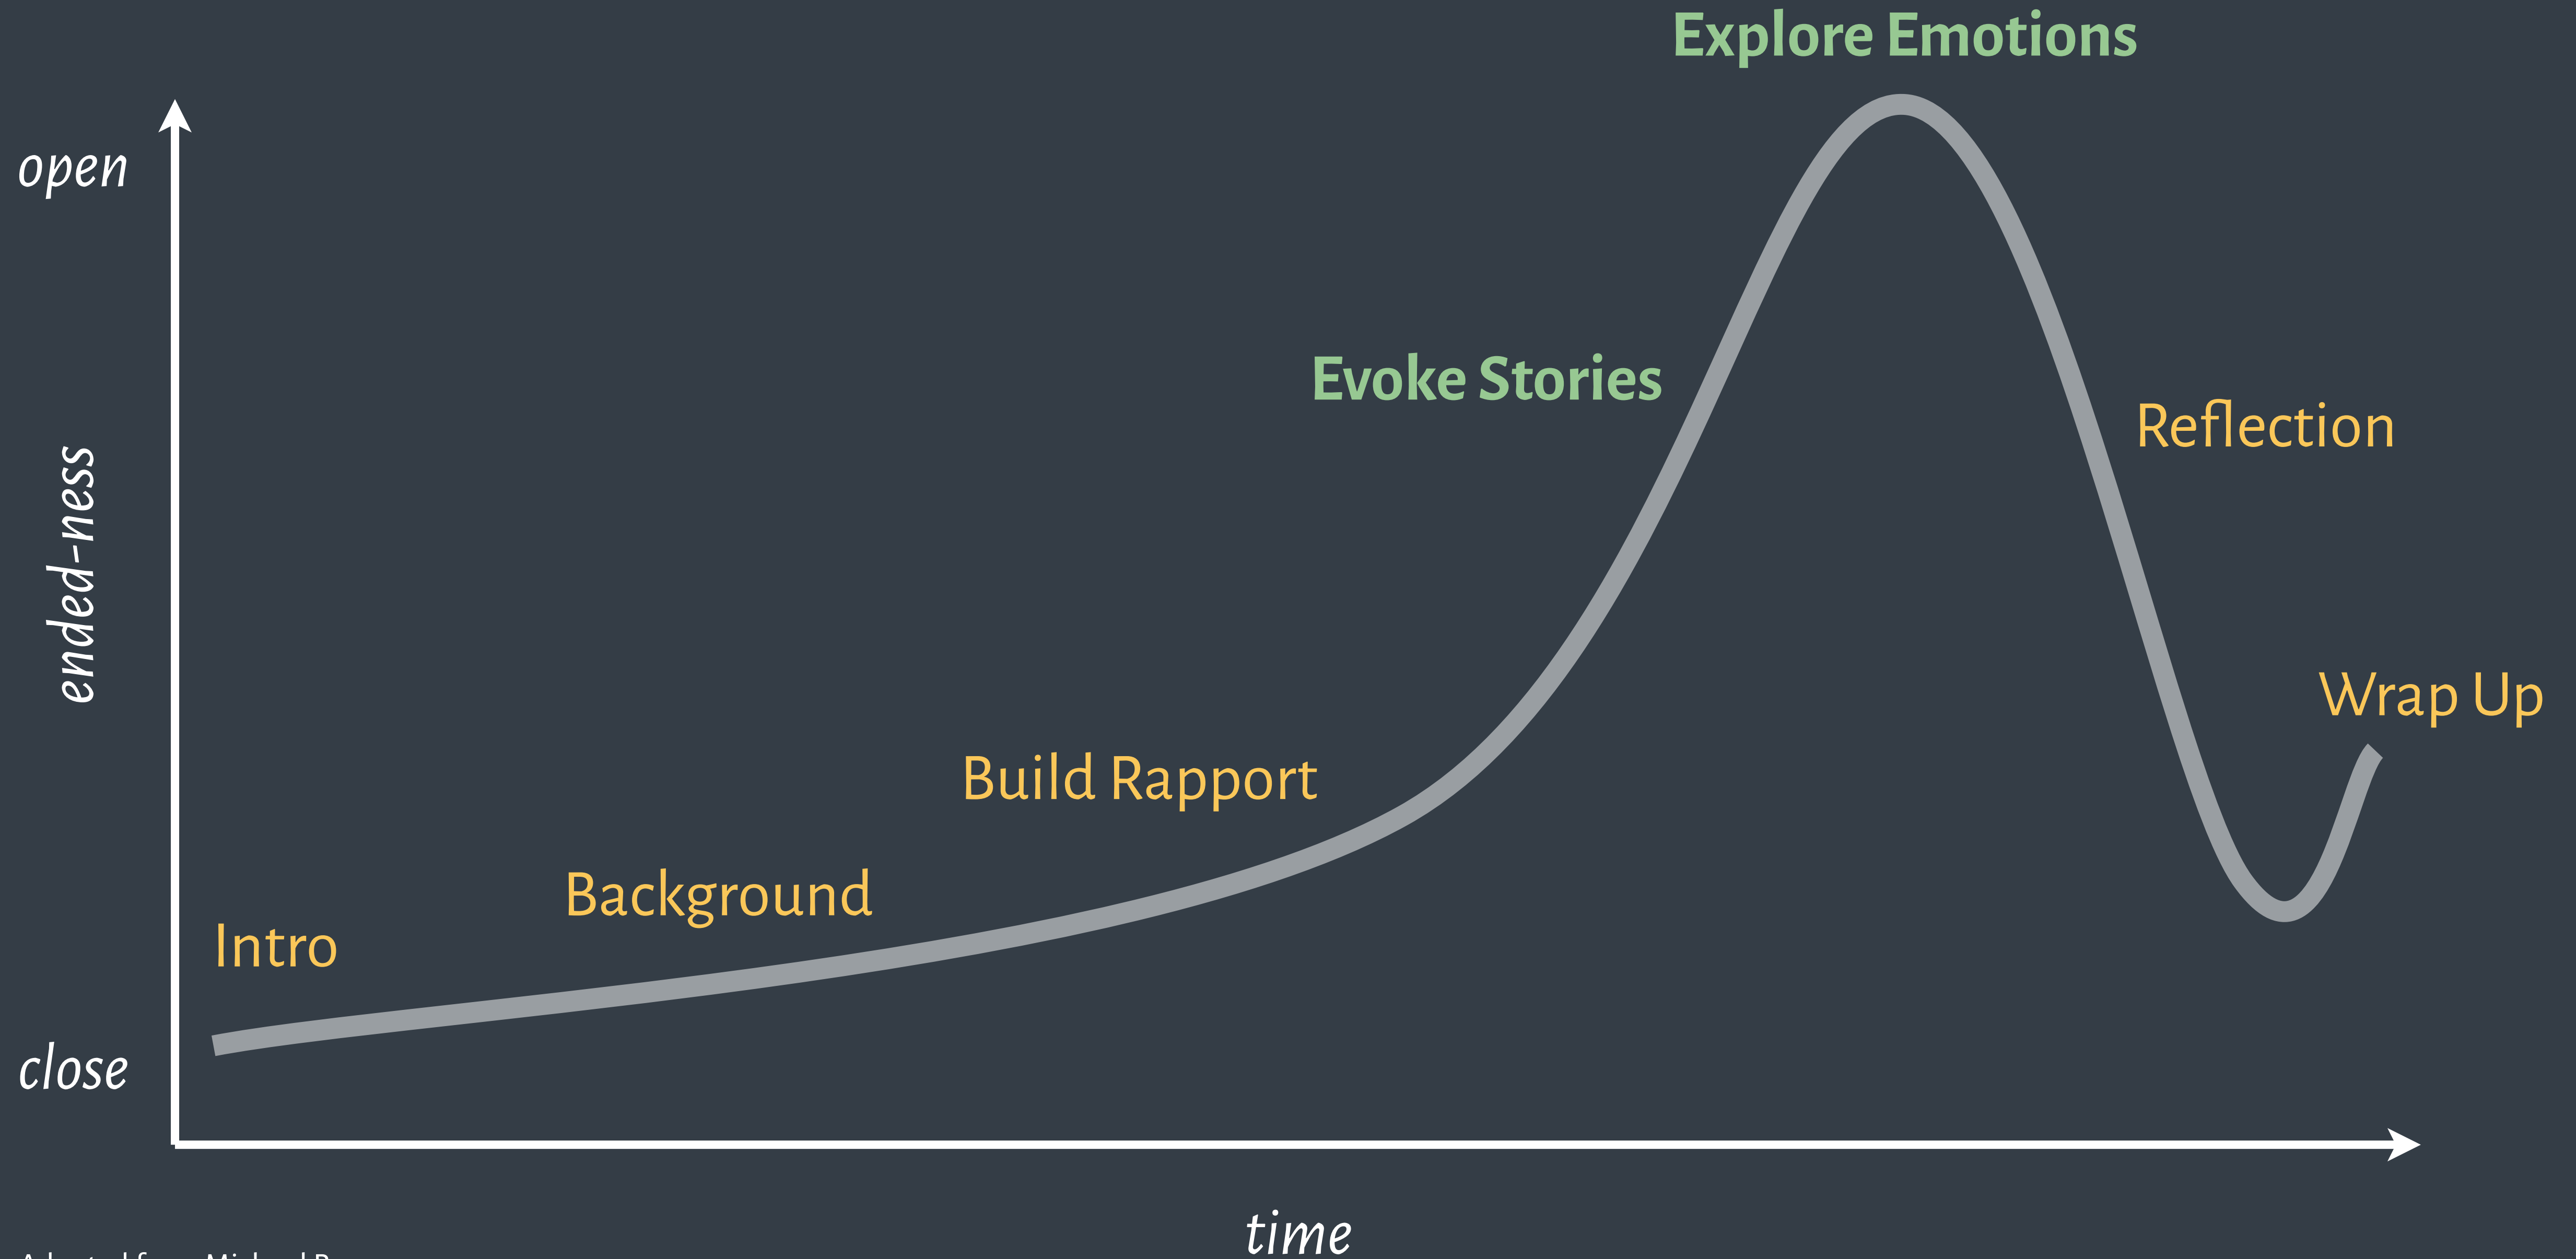 Explore Emotions
open
Evoke Stories
Reflection
ended-ness
Wrap Up
Build Rapport
Background
Intro
close
time